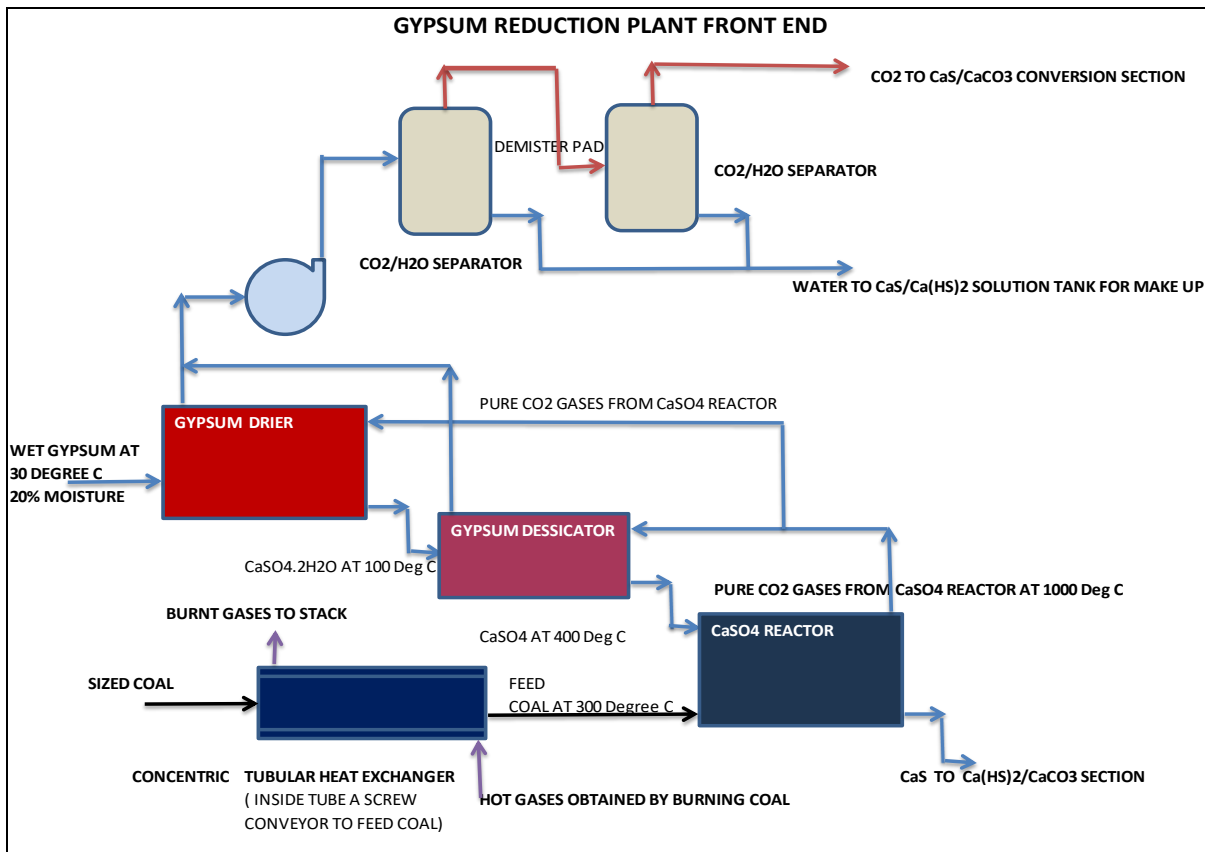 GYPSUM REDUCTION PLANT FRONT END
CO2 TO CaS/CaCO3 CONVERSION SECTION
DEMISTER PAD
CO2/H2O SEPARATOR
CO2/H2O SEPARATOR
WATER TO CaS/Ca(HS)2 SOLUTION TANK FOR MAKE UP
PURE CO2 GASES FROM CaSO4 REACTOR
GYPSUM DRIER
WET GYPSUM AT
30 DEGREE C
20% MOISTURE
GYPSUM DESSICATOR
CaSO4.2H2O AT 100 Deg C
PURE CO2 GASES FROM CaSO4 REACTOR AT 1000 Deg C
BURNT GASES TO STACK
CaSO4 AT 400 Deg C
CaSO4 REACTOR
SIZED COAL
FEED
COAL AT 300 Degree C
CONCENTRIC TUBULAR HEAT EXCHANGER
( INSIDE TUBE A SCREW
CONVEYOR TO FEED COAL)
HOT GASES OBTAINED BY BURNING COAL
CaS TO Ca(HS)2/CaCO3 SECTION